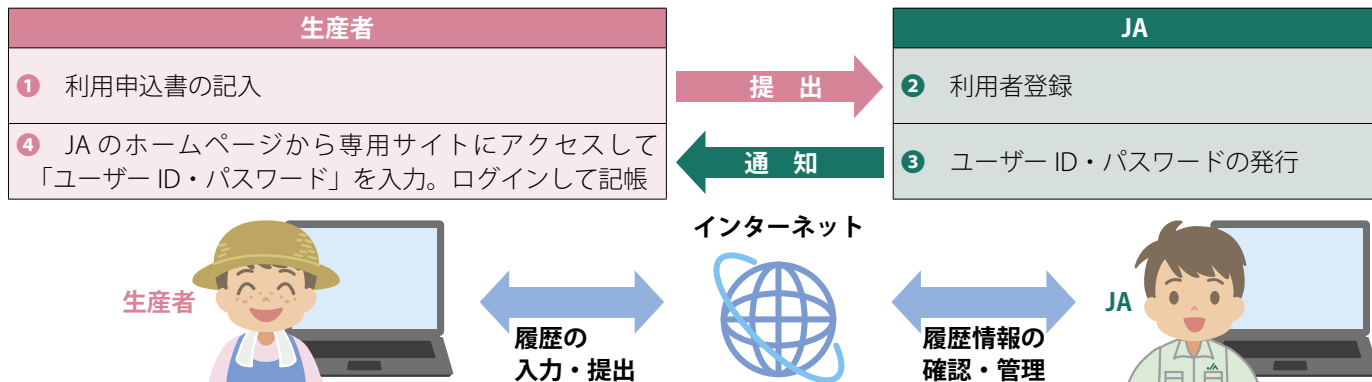 生産者
JA
❶ 利用申込書の記入
提 出
❷ 利用者登録
❹ JA のホームページから専用サイトにアクセスして
「ユーザー ID・パスワード」を入力。ログインして記帳
通 知
❸ ユーザー ID・パスワードの発行
インターネット
生産者
JA
履歴の
入力・提出
履歴情報の
確認・管理
JA